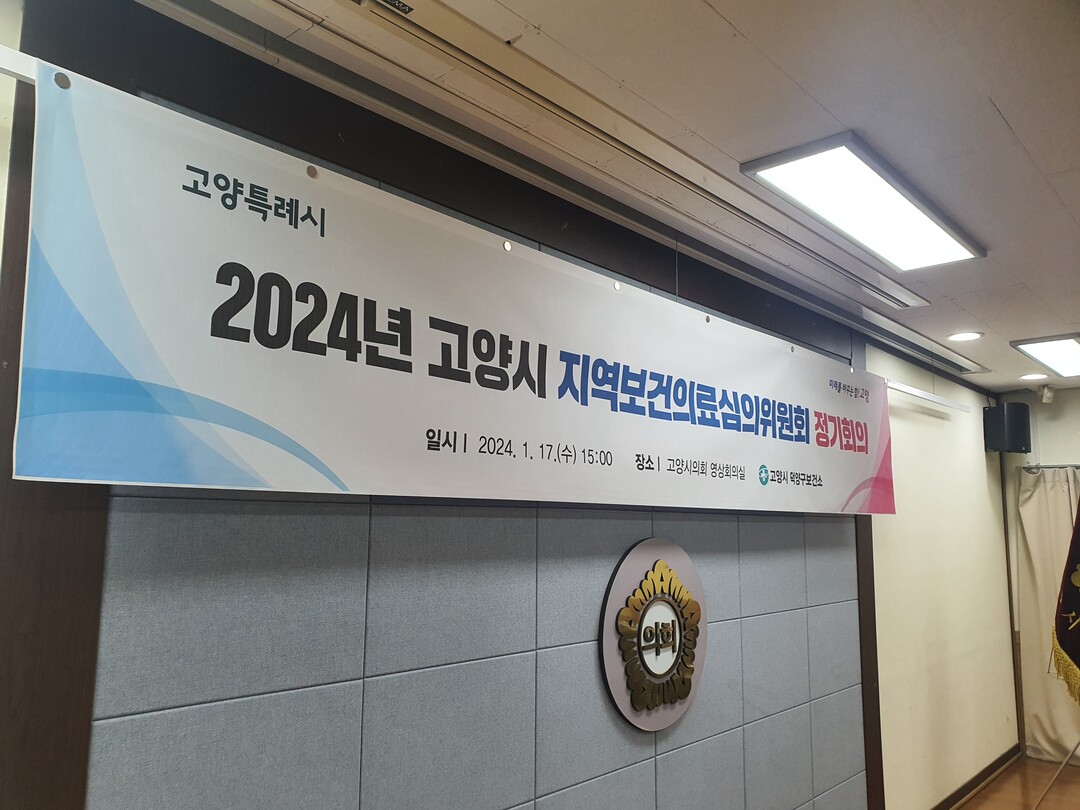 고양특례시
미래를 바꾸는 힘! 고양
2024년 고양시 지역보건의료심의위원회 정기회의
일시ㅣ 2024. 1. 17.(수) 15:00 장소ㅣ 고양시의회 영상회의실 고양시 덕양구보건소
의회
시